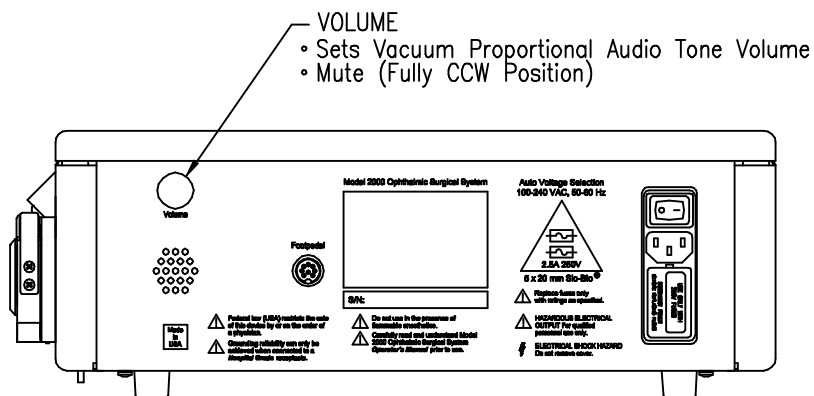 VOLUME
• Sets Vacuum Proportional Audio Tone Volume
• Mute (Fully CCW Position)
Model 2000 Ophthalmic Surgical System
Auto Voltage Selection
100-240 VAC, 50-60 Hz
Volume
Footpedal
2.5A 250V
5 x 20 mm Slo-Blo®
S/N:
Replace fuses only
with ratings as specified.
Made
in
USA
Federal law (USA) restricts the sale
of this device by or on the order of
a physician.
Grounding reliability can only be
achieved when connected to a
Hospital Grade receptacle.
Do not use in the presence of
flammable anesthetics.
Carefully read and understand Model
2000 Ophthalmic Surgical System
Operator's Manual prior to use.
HAZARDOUS ELECTRICAL
OUTPUT For qualified
personnel use only.
ELECTRICAL SHOCK HAZARD
Do not remove cover.
USE ONLY WITH
250V FUSES